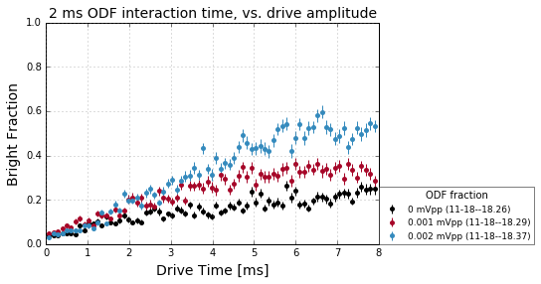 2 ms ODF interaction time, vs. drive amplitude
1.0
0.8
0.6
0.4
0.2
0.0
Bright Fraction
0 1 2 3 4 5 6 7 8
Drive Time [ms]
ODF fraction
0 mVpp (11-18--18.26)
0.001 mVpp (11-18--18.29)
0.002 mVpp (11-18--18.37)